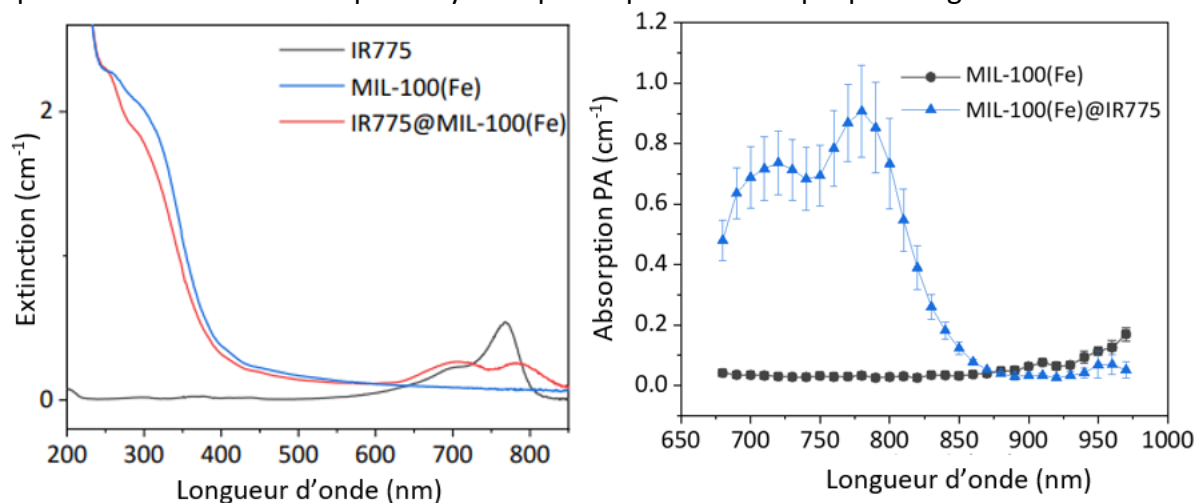 IR775
MIL-100(Fe)
IR775@MIL-100(Fe)
Extinction (cm-1)
2
0
200 300 400 500 600 700 800
Longueur d'onde (nm)
MIL-100(Fe)
MIL-100(Fe)@IR775
Absorption PA (cm-1)
1.2
1.0
0.8
0.6
0.4
0.2
0.0
650 700 750 800 850 900 950 1000
Longueur d'onde (nm)